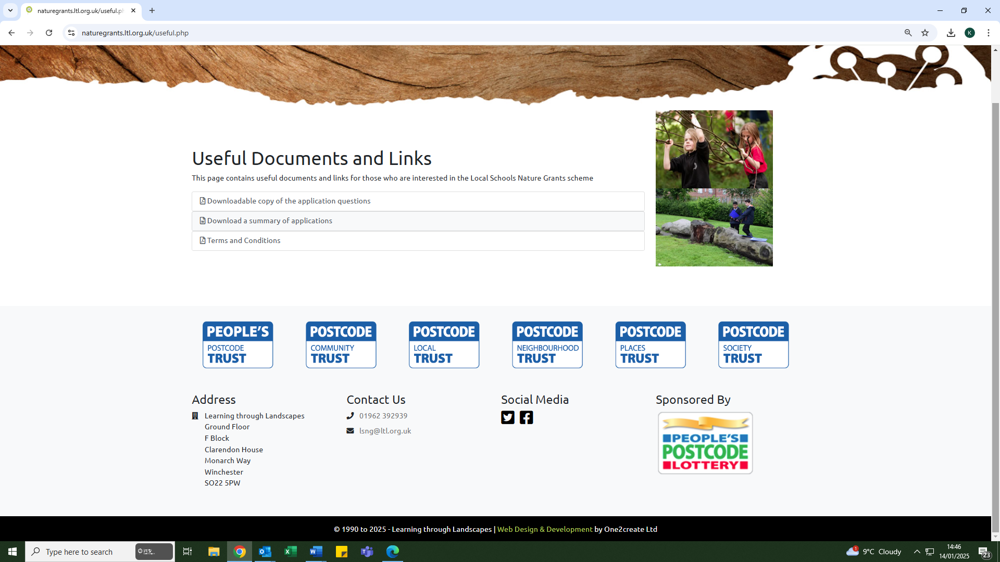 naturegrants.ltl.org.uk/useful.ph
naturegrants.ltl.org.uk/useful.php
K
Useful Documents and Links
This page contains useful documents and links for those who are interested in the Local Schools Nature Grants scheme
Downloadable copy of the application questions
Download a summary of applications
Terms and Conditions
PEOPLE'S
POSTCODE
TRUST
POSTCODE
COMMUNITY
TRUST
POSTCODE
LOCAL
TRUST
POSTCODE
NEIGHBOURHOOD
TRUST
POSTCODE
PLACES
TRUST
POSTCODE
SOCIETY
TRUST
Address
Learning through Landscapes
Ground Floor
F Block
Clarendon House
Monarch Way
Winchester
SO22 5PW
Contact Us
01962 392939
lsng@ltl.org.uk
Social Media
Sponsored By
PEOPLE'S
POSTCODE
LOTTERY
© 1990 to 2025 - Learning through Landscapes | Web Design & Development by One2create Ltd
Type here to search
1
9°C Cloudy
14:46
14/01/2025
23